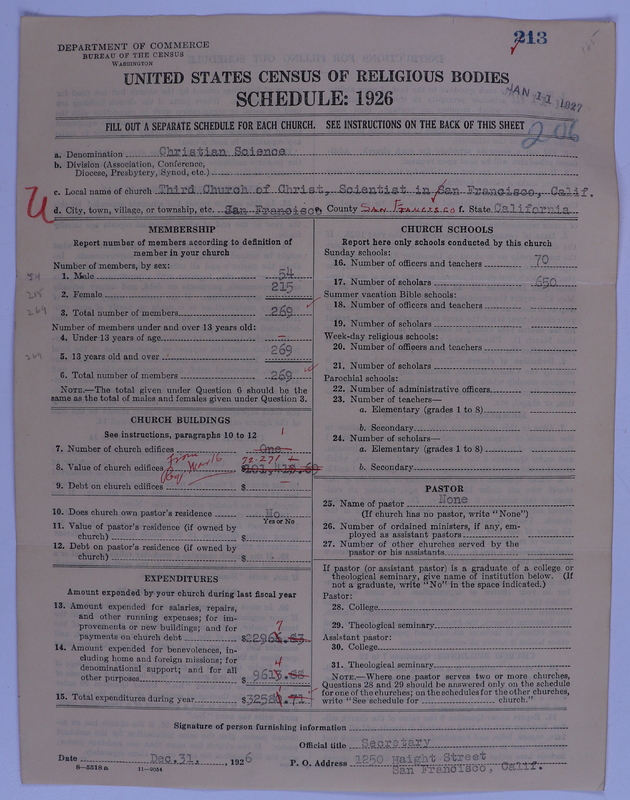 213
DEPARTMENT OF COMMERCE
BUREAU OF THE CENSUS
WASHINGTON
UNITED STATES CENSUS OF RELIGIOUS BODIES
SCHEDULE: 1926
JAN 11 1927
FILL OUT A SEPARATE SCHEDULE FOR EACH CHURCH. SEE INSTRUCTIONS ON THE BACK OF THIS SHEET
206
a. Denomination Christian Science
b. Division (Association, Conference,
Diocese, Presbytery, Synod, etc.)
c. Local name of church Third Church of Christ, Scientist in San Francisco, Calif.
U
d. City, town, village, or township, etc. San Francisco County SAN FRANCISCO f. State California
MEMBERSHIP
Report number of members according to definition of
member in your church
Number of members, by sex:
54 1. Male 54
215 2. Female 215
269 3. Total number of members 269
Number of members under and over 13 years old:
4. Under 13 years of age —
269 5. 13 years old and over 269
6. Total number of members 269
NOTE.—The total given under Question 6 should be the
same as the total of males and females given under Question 3.
CHURCH BUILDINGS
See instructions, paragraphs 10 to 12
7. Number of church edifices One 1
8. Value of church edifices
9. Debt on church edifices $ —
10. Does church own pastor's residence No
Yes or No
11. Value of pastor's residence (if owned by
church) $
12. Debt on pastor's residence (if owned by
church) $
EXPENDITURES
Amount expended by your church during last fiscal year
13. Amount expended for salaries, repairs,
and other running expenses; for im-
provements or new buildings; and for
payments on church debt $22966.83 7
14. Amount expended for benevolences, in-
cluding home and foreign missions; for
denominational support; and for all
other purposes $ 9613.88 4
15. Total expenditures during year $32580.71
CHURCH SCHOOLS
Report here only schools conducted by this church
Sunday schools:
16. Number of officers and teachers 70
17. Number of scholars 650
Summer vacation Bible schools:
18. Number of officers and teachers
19. Number of scholars
Week-day religious schools:
20. Number of officers and teachers
21. Number of scholars
Parochial schools:
22. Number of administrative officers
23. Number of teachers—
a. Elementary (grades 1 to 8)
b. Secondary
24. Number of scholars—
a. Elementary (grades 1 to 8)
b. Secondary
PASTOR
25. Name of pastor None
(If church has no pastor, write "None")
26. Number of ordained ministers, if any, em-
ployed as assistant pastors
27. Number of other churches served by the
pastor or his assistants
If pastor (or assistant pastor) is a graduate of a college or
theological seminary, give name of institution below. (If
not a graduate, write "No" in the space indicated.)
Pastor:
28. College
29. Theological seminary
Assistant pastor:
30. College
31. Theological seminary
NOTE.—Where one pastor serves two or more churches,
Questions 28 and 29 should be answered only on the schedule
for one of the churches; on the schedules for the other churches,
write "See schedule for church."
Signature of person furnishing information
Official title Secretary
Date Dec. 31, 1926 P. O. Address 1250 Haight Street
San Francisco, Calif.
8—5518a 11—9054